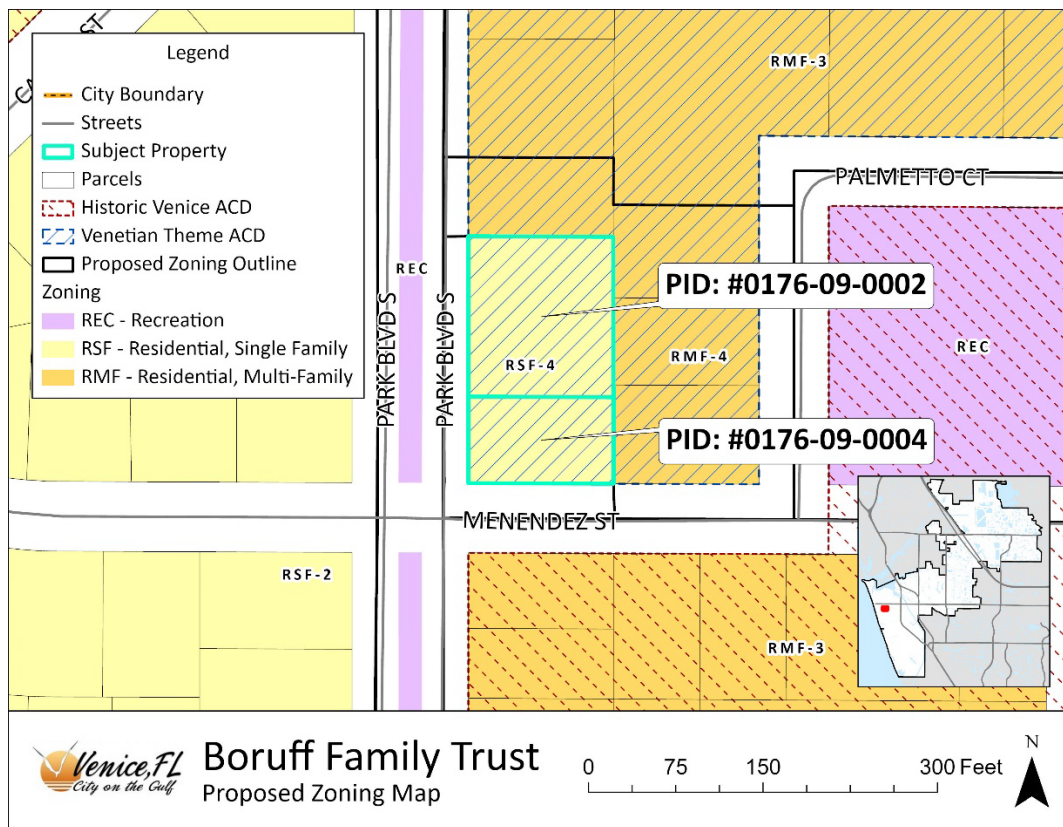 Legend
City Boundary
Streets
Subject Property
Parcels
Historic Venice ACD
Venetian Theme ACD
Proposed Zoning Outline
Zoning
REC - Recreation
RSF - Residential, Single Family
RMF - Residential, Multi-Family
ST
RMF-3
PALMETTO CT
REC
PARK BLVD S
PARK BLVD S
PID: #0176-09-0002
RSF-4
RMF-4
REC
PID: #0176-09-0004
MENENDEZ ST
RSF-2
RMF-3
Venice, FL
City on the Gulf
Boruff Family Trust
Proposed Zoning Map
0 75 150 300 Feet
N